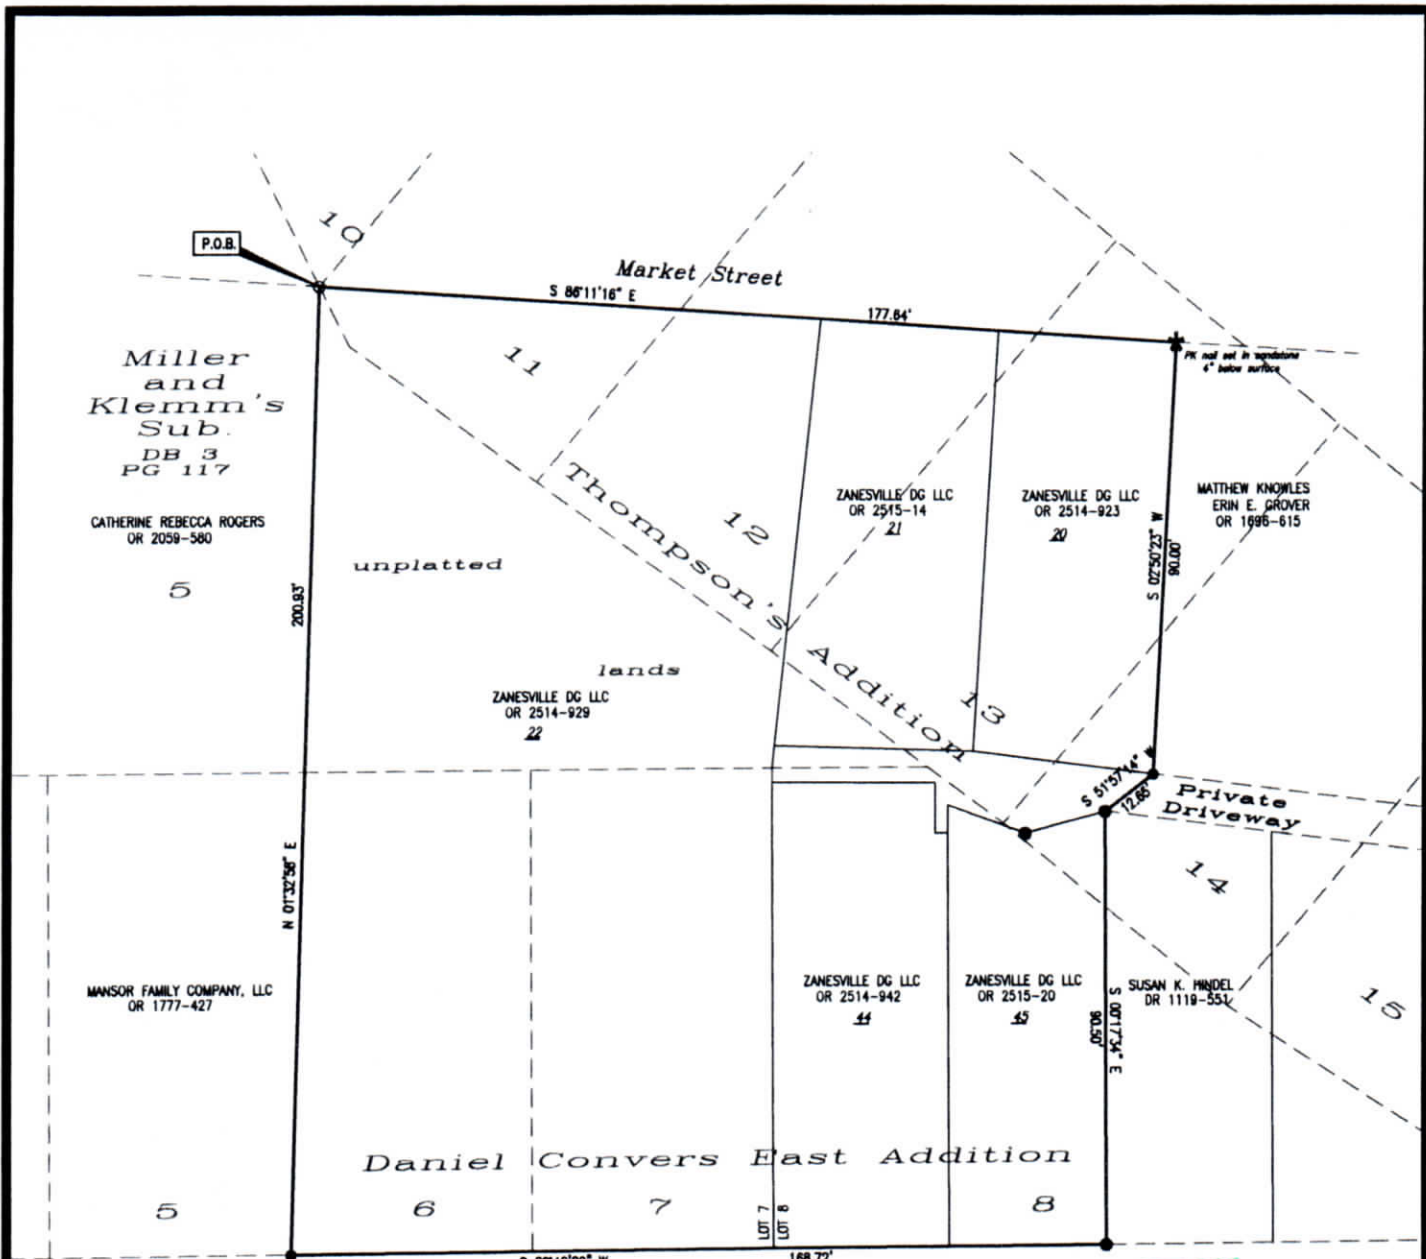 10
P.O.B.
Market Street
S 86°11'16" E
177.64'
PK nail set in sandstone
4" below surface
11
Miller
and
Klemm's
Sub.
DB 3
PG 117
CATHERINE REBECCA ROGERS
OR 2059-580
5
200.93'
unplatted
lands
ZANESVILLE DG LLC
OR 2514-929
22
Thompson's Addition
12
13
ZANESVILLE DG LLC
OR 2515-14
21
ZANESVILLE DG LLC
OR 2514-923
20
S 02°50'23" W
90.00'
MATTHEW KNOWLES
ERIN E. GROVER
OR 1696-615
S 51°57'14" W
12.65'
Private
Driveway
14
15
N 01°32'58" E
MANSOR FAMILY COMPANY, LLC
OR 1777-427
ZANESVILLE DG LLC
OR 2514-942
44
ZANESVILLE DG LLC
OR 2515-20
45
S 00°17'34" E
90.50'
SUSAN K. HINDEL
DR 1119-551
Daniel Convers East Addition
5
6
7
LOT 7
LOT 8
8
168.72'